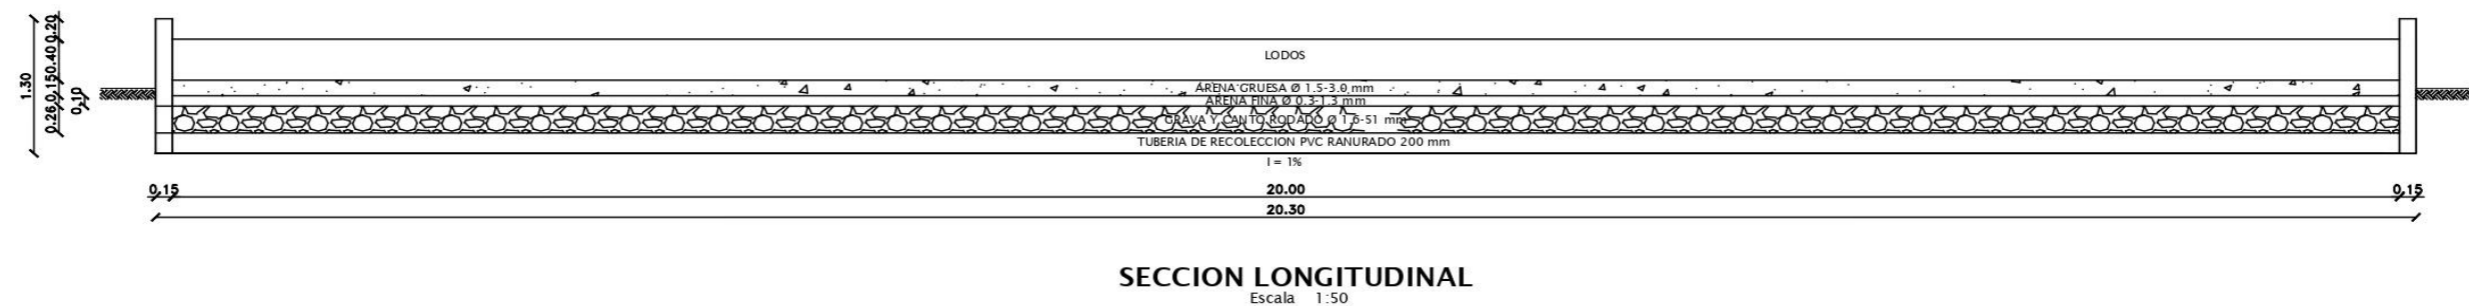 0.20
0.40
0.15
0.10
0.26
1.30
LODOS
ARENA GRUESA Ø 1.5-3.0 mm
ARENA FINA Ø 0.3-1.3 mm
GRAVA Y CANTO RODADO Ø 1.6-51 mm
TUBERIA DE RECOLECCION PVC RANURADO 200 mm
I = 1%
0.15 20.00 0.15
20.30
SECCION LONGITUDINAL
Escala 1:50